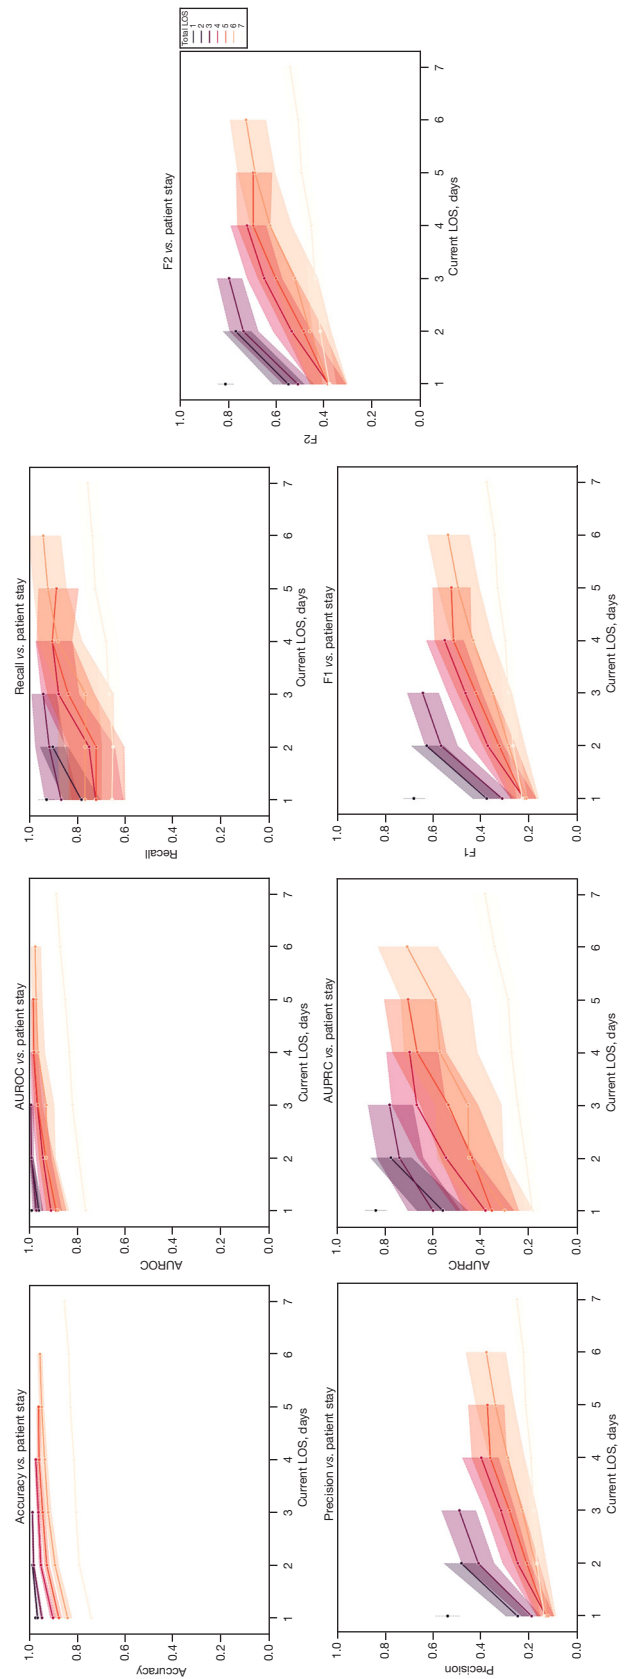 Accuracy vs. patient stay
1.0
0.8
0.6
0.4
0.2
0.0
Accuracy
1 2 3 4 5 6 7
Current LOS, days
AUROC vs. patient stay
1.0
0.8
0.6
0.4
0.2
0.0
AUROC
1 2 3 4 5 6 7
Current LOS, days
Recall vs. patient stay
1.0
0.8
0.6
0.4
0.2
0.0
Recall
1 2 3 4 5 6 7
Current LOS, days
Precision vs. patient stay
1.0
0.8
0.6
0.4
0.2
0.0
Precision
1 2 3 4 5 6 7
Current LOS, days
AUPRC vs. patient stay
1.0
0.8
0.6
0.4
0.2
0.0
AUPRC
1 2 3 4 5 6 7
Current LOS, days
F1 vs. patient stay
1.0
0.8
0.6
0.4
0.2
0.0
F1
1 2 3 4 5 6 7
Current LOS, days
F2 vs. patient stay
1.0
0.8
0.6
0.4
0.2
0.0
F2
1 2 3 4 5 6 7
Current LOS, days
Total LOS
1
2
3
4
5
6
7